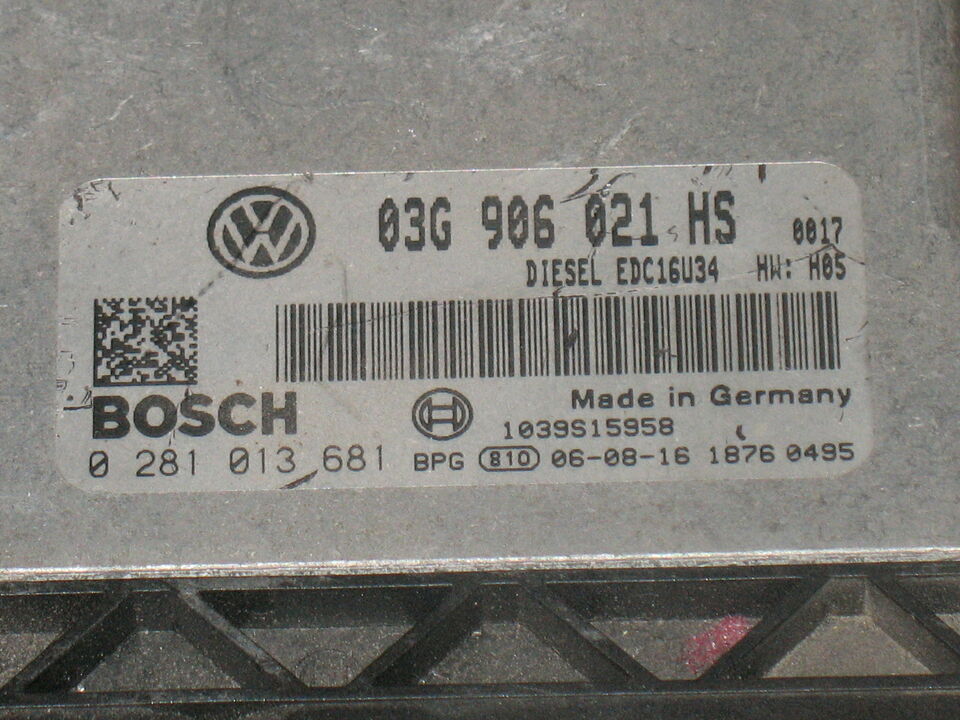 03G 906 021 HS 0017
DIESEL EDC16U34 HW: H05
Made in Germany
BOSCH
1039S15958
0 281 013 681 BPG 810 06-08-16 1876 0495